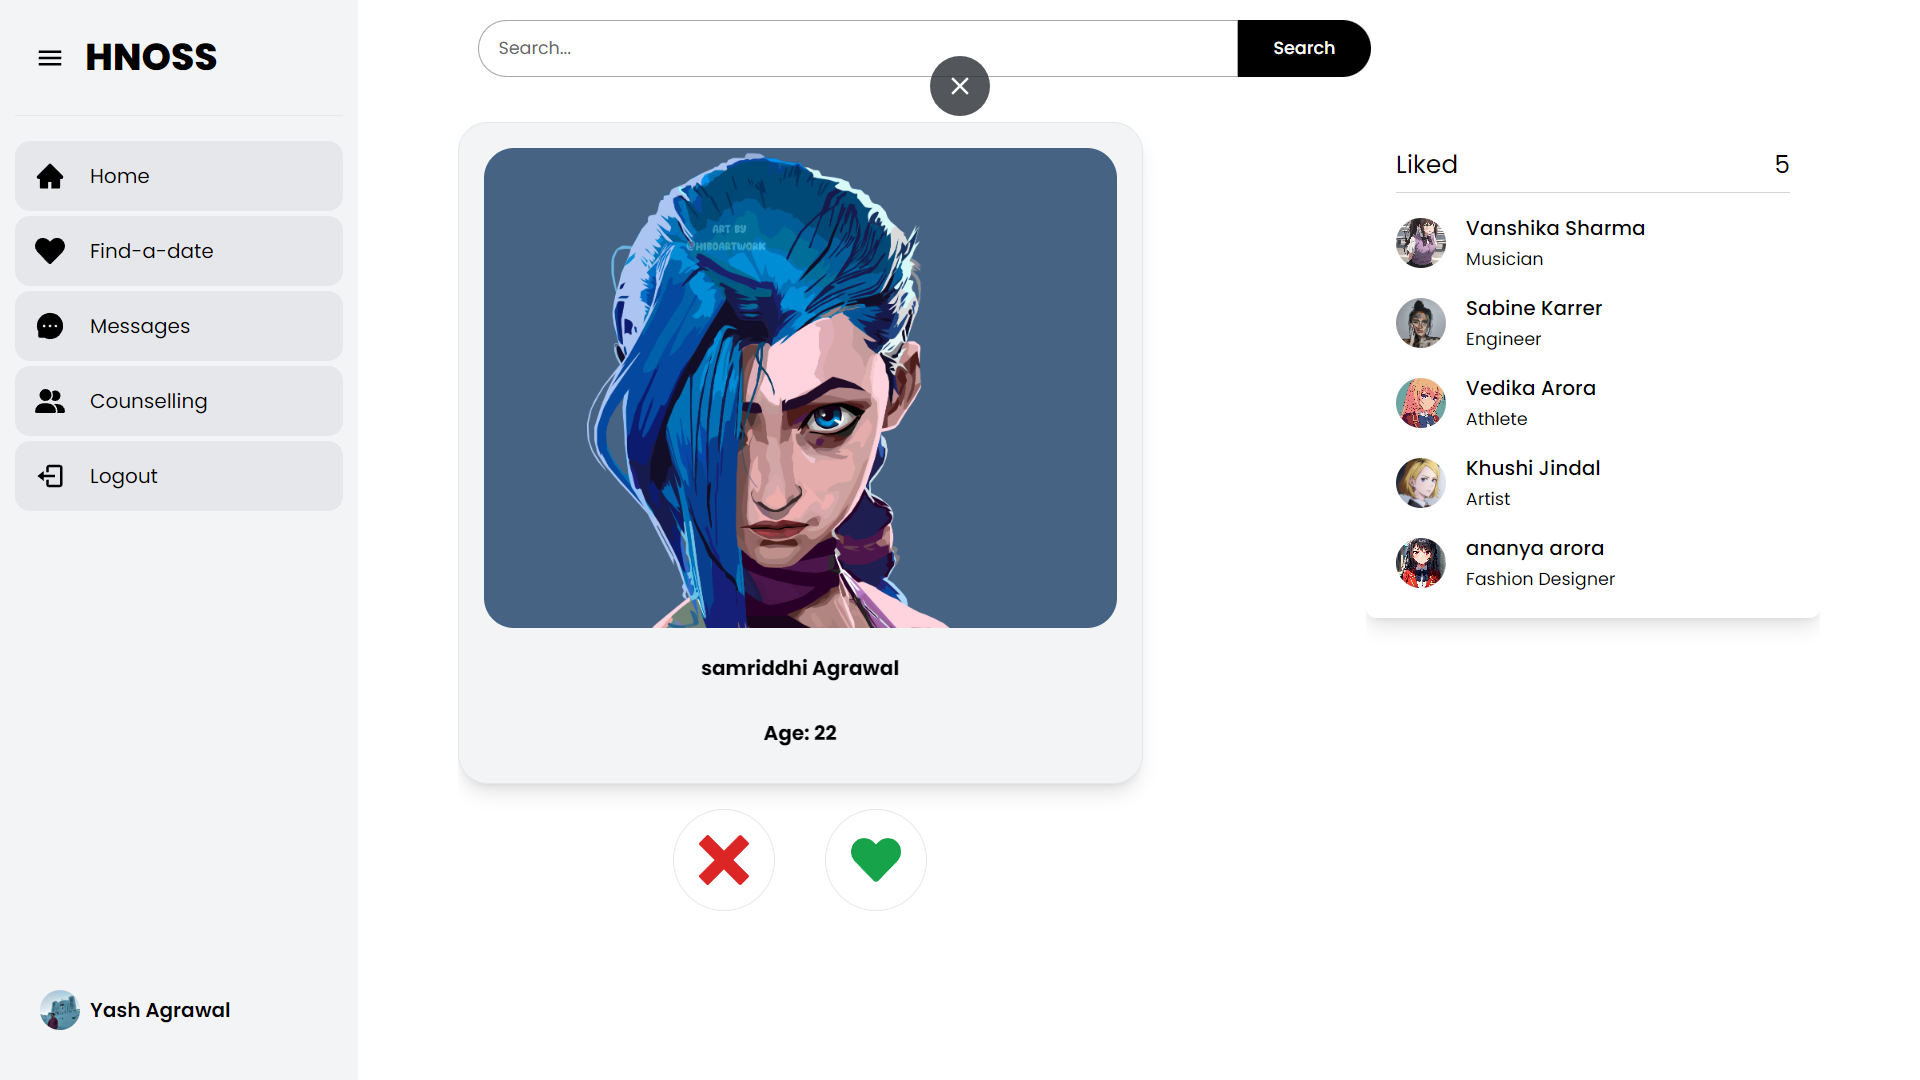 HNOSS
Home
Find-a-date
Messages
Counselling
Logout
Yash Agrawal
Search...
Search
ART BY
@HIBOARTWORK
samriddhi Agrawal
Age: 22
Liked
5
Vanshika Sharma
Musician
Sabine Karrer
Engineer
Vedika Arora
Athlete
Khushi Jindal
Artist
ananya arora
Fashion Designer